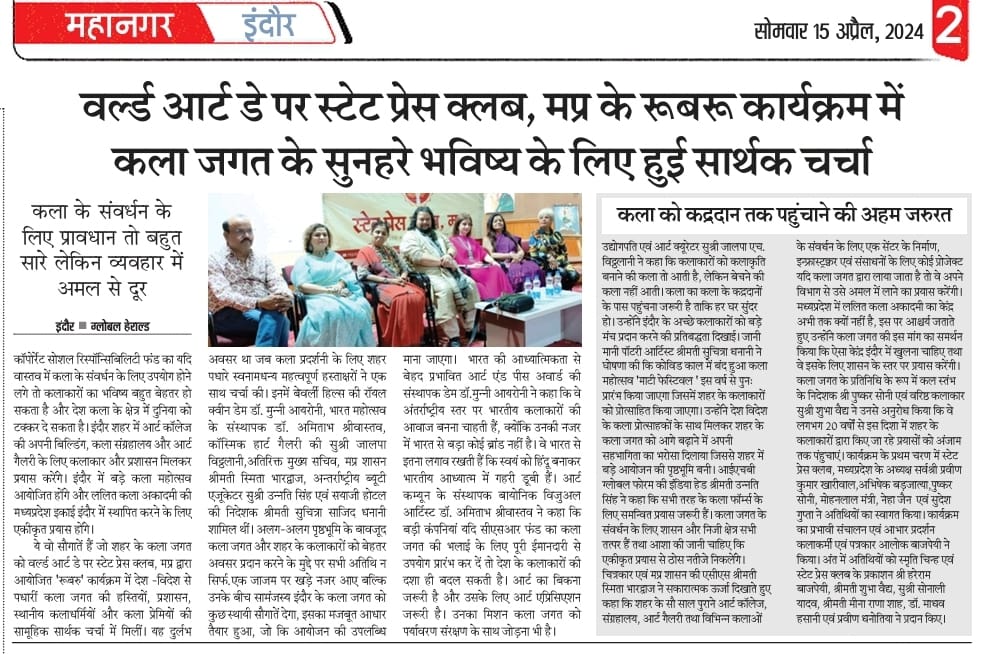 महानगर
इंदौर
सोमवार 15 अप्रैल, 2024
2
वर्ल्ड आर्ट डे पर स्टेट प्रेस क्लब, मप्र के रूबरू कार्यक्रम में
कला जगत के सुनहरे भविष्य के लिए हुई सार्थक चर्चा
कला के संवर्धन के
लिए प्रावधान तो बहुत
सारे लेकिन व्यवहार में
अमल से दूर
इंदौर ■ ग्लोबल हेराल्ड
कॉर्पोरेट सोशल रिस्पॉन्सिबिलिटी फंड का यदि
वास्तव में कला के संवर्धन के लिए उपयोग होने
लगे तो कलाकारों का भविष्य बहुत बेहतर हो
सकता है और देश कला के क्षेत्र में दुनिया को
टक्कर दे सकता है। इंदौर शहर में आर्ट कॉलेज
की अपनी बिल्डिंग, कला संग्रहालय और आर्ट
गैलरी के लिए कलाकार और प्रशासन मिलकर
प्रयास करेंगे। इंदौर में बड़े कला महोत्सव
आयोजित होंगे और ललित कला अकादमी की
मध्यप्रदेश इकाई इंदौर में स्थापित करने के लिए
एकीकृत प्रयास होंगे।
ये वो सौगातें हैं जो शहर के कला जगत
को वर्ल्ड आर्ट डे पर स्टेट प्रेस क्लब, मप्र द्वारा
आयोजित 'रूबरु' कार्यक्रम में देश -विदेश से
पधारीं कला जगत की हस्तियों, प्रशासन,
स्थानीय कलाधर्मियों और कला प्रेमियों की
सामूहिक सार्थक चर्चा में मिलीं। यह दुर्लभ
स्टेट प्रेस
अवसर था जब कला प्रदर्शनी के लिए शहर
पधारे स्वनामधन्य महत्वपूर्ण हस्ताक्षरों ने एक
साथ चर्चा की। इनमें बेवर्ली हिल्स की रॉयल
क्वीन डेम डॉ. मुन्नी आयरोनी, भारत महोत्सव
के संस्थापक डॉ. अमिताभ श्रीवास्तव,
कॉस्मिक हार्ट गैलरी की सुश्री जालपा
विट्ठलानी,अतिरिक्त मुख्य सचिव, मप्र शासन
श्रीमती स्मिता भारद्वाज, अन्तर्राष्ट्रीय ब्यूटी
एजूकेटर सुश्री उन्नति सिंह एवं सयाजी होटल
की निदेशक श्रीमती सुचित्रा साजिद धनानी
शामिल थीं। अलग-अलग पृष्ठभूमि के बावजूद
कला जगत और शहर के कलाकारों को बेहतर
अवसर प्रदान करने के मुद्दे पर सभी अतिथि न
सिर्फ एक जाजम पर खड़े नजर आए बल्कि
उनके बीच सामंजस्य इंदौर के कला जगत को
कुछ स्थायी सौगातें देगा, इसका मजबूत आधार
तैयार हुआ, जो कि आयोजन की उपलब्धि
माना जाएगा। भारत की आध्यात्मिकता से
बेहद प्रभावित आर्ट एंड पीस अवार्ड की
संस्थापक डेम डॉ.मुन्नी आयरोनी ने कहा कि वे
अंतर्राष्ट्रीय स्तर पर भारतीय कलाकारों की
आवाज बनना चाहती हैं, क्योंकि उनकी नजर
में भारत से बड़ा कोई ब्रांड नहीं है। वे भारत से
इतना लगाव रखती हैं कि स्वयं को हिंदू बनाकर
भारतीय आध्यात्म में गहरी डूबी हैं। आर्ट
कम्यून के संस्थापक बायोनिक विजुअल
आर्टिस्ट डॉ. अमिताभ श्रीवास्तव ने कहा कि
बड़ी कंपनियां यदि सीएसआर फंड का कला
जगत की भलाई के लिए पूरी ईमानदारी से
उपयोग प्रारंभ कर दें तो देश के कलाकारों की
दशा ही बदल सकती है। आर्ट का बिकना
जरूरी है और उसके लिए आर्ट एप्रिसिएशन
जरूरी है। उनका मिशन कला जगत को
पर्यावरण संरक्षण के साथ जोड़ना भी है।
कला को कद्रदान तक पहुंचाने की अहम जरुरत
उद्योगपति एवं आर्ट क्यूरेटर सुश्री जालपा एच.
विट्ठलानी ने कहा कि कलाकारों को कलाकृति
बनाने की कला तो आती है, लेकिन बेचने की
कला नहीं आती। कला का कला के कद्रदानों
के पास पहुंचना जरूरी है ताकि हर घर सुंदर
हो। उन्होंने इंदौर के अच्छे कलाकारों को बड़े
मंच प्रदान करने की प्रतिबद्धता दिखाई। जानी
मानी पॉटरी आर्टिस्ट श्रीमती सुचित्रा धनानी ने
घोषणा की कि कोविड काल में बंद हुआ कला
महोत्सव 'माटी फेस्टिवल ' इस वर्ष से पुनः
प्रारंभ किया जाएगा जिसमें शहर के कलाकारों
को प्रोत्साहित किया जाएगा। उन्होंने देश विदेश
के कला प्रोत्साहकों के साथ मिलकर शहर के
कला जगत को आगे बढ़ाने में अपनी
सहभागिता का भरोसा दिलाया जिससे शहर में
बड़े आयोजन की पृष्ठभूमि बनी। आईएचबी
ग्लोबल फोरम की इंडिया हेड श्रीमती उन्नति
सिंह ने कहा कि सभी तरह के कला फॉर्म्स के
लिए समन्वित प्रयास जरूरी हैं। कला जगत के
संवर्धन के लिए शासन और निजी क्षेत्र सभी
तत्पर हैं तथा आशा की जानी चाहिए कि
एकीकृत प्रयास से ठोस नतीजे निकलेंगे।
चित्रकार एवं मप्र शासन की एसीएस श्रीमती
स्मिता भारद्वाज ने सकारात्मक ऊर्जा दिखाते हुए
कहा कि शहर के सौ साल पुराने आर्ट कॉलेज,
संग्रहालय, आर्ट गैलरी तथा विभिन्न कलाओं
के संवर्धन के लिए एक सेंटर के निर्माण,
इन्फ्रास्ट्रक्चर एवं संसाधनों के लिए कोई प्रोजेक्ट
यदि कला जगत द्वारा लाया जाता है तो वे अपने
विभाग से उसे अमल में लाने का प्रयास करेंगी।
मध्यप्रदेश में ललित कला अकादमी का केंद्र
अभी तक क्यों नहीं है, इस पर आश्चर्य जताते
हुए उन्होंने कला जगत की इस मांग का समर्थन
किया कि ऐसा केंद्र इंदौर में खुलना चाहिए तथा
वे इसके लिए शासन के स्तर पर प्रयास करेंगी।
कला जगत के प्रतिनिधि के रूप में कला स्तंभ
के निदेशक श्री पुष्कर सोनी एवं वरिष्ठ कलाकार
सुश्री शुभा वैद्य ने उनसे अनुरोध किया कि वे
लगभग 20 वर्षों से इस दिशा में शहर के
कलाकारों द्वारा किए जा रहे प्रयासों को अंजाम
तक पहुंचाएं। कार्यक्रम के प्रथम चरण में स्टेट
प्रेस क्लब, मध्यप्रदेश के अध्यक्ष सर्वश्री प्रवीण
कुमार खारीवाल,अभिषेक बड़जात्या,पुष्कर
सोनी, मोहनलाल मंत्री, नेहा जैन एवं सुदेश
गुप्ता ने अतिथियों का स्वागत किया। कार्यक्रम
का प्रभावी संचालन एवं आभार प्रदर्शन
कलाकर्मी एवं पत्रकार आलोक बाजपेयी ने
किया। अंत में अतिथियों को स्मृति चिन्ह एवं
स्टेट प्रेस क्लब के प्रकाशन श्री हरेराम
बाजपेयी, श्रीमती शुभा वैद्य, सुश्री सोनाली
यादव, श्रीमती मीना राणा शाह, डॉ. माधव
हसानी एवं प्रवीण धनोतिया ने प्रदान किए।